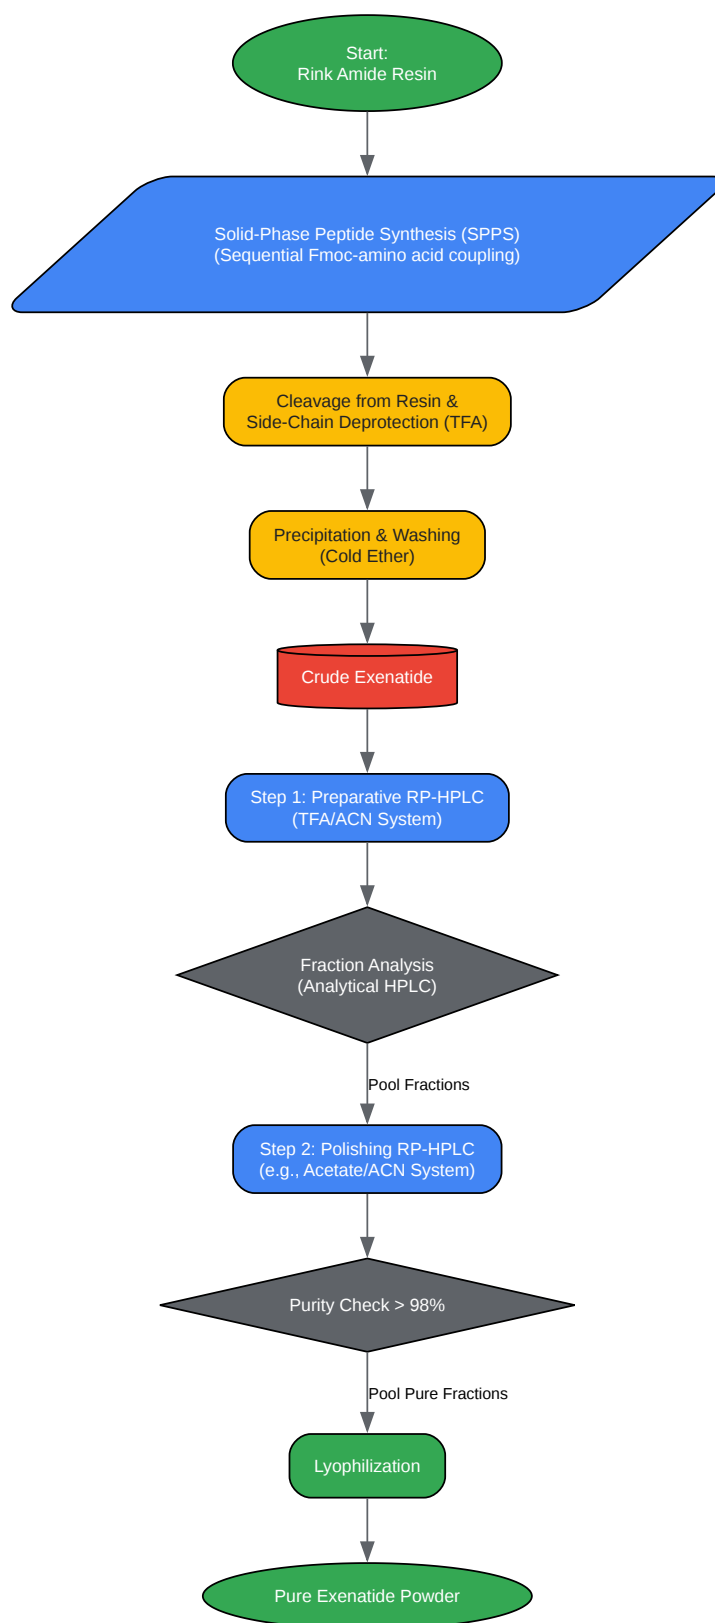 Start:
Rink Amide Resin
Solid-Phase Peptide Synthesis (SPPS)
(Sequential Fmoc-amino acid coupling)
Cleavage from Resin &
Side-Chain Deprotection (TFA)
Precipitation & Washing
(Cold Ether)
Crude Exenatide
Step 1: Preparative RP-HPLC
(TFA/ACN System)
Fraction Analysis
(Analytical HPLC)
Pool Fractions
Step 2: Polishing RP-HPLC
(e.g., Acetate/ACN System)
Purity Check > 98%
Pool Pure Fractions
Lyophilization
Pure Exenatide Powder